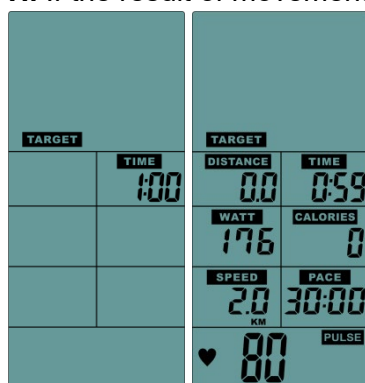 TARGET
TIME
1:00
TARGET
DISTANCE TIME
0.0 0:59
WATT CALORIES
176 0
SPEED PACE
2.0 30:00
KM
PULSE
80